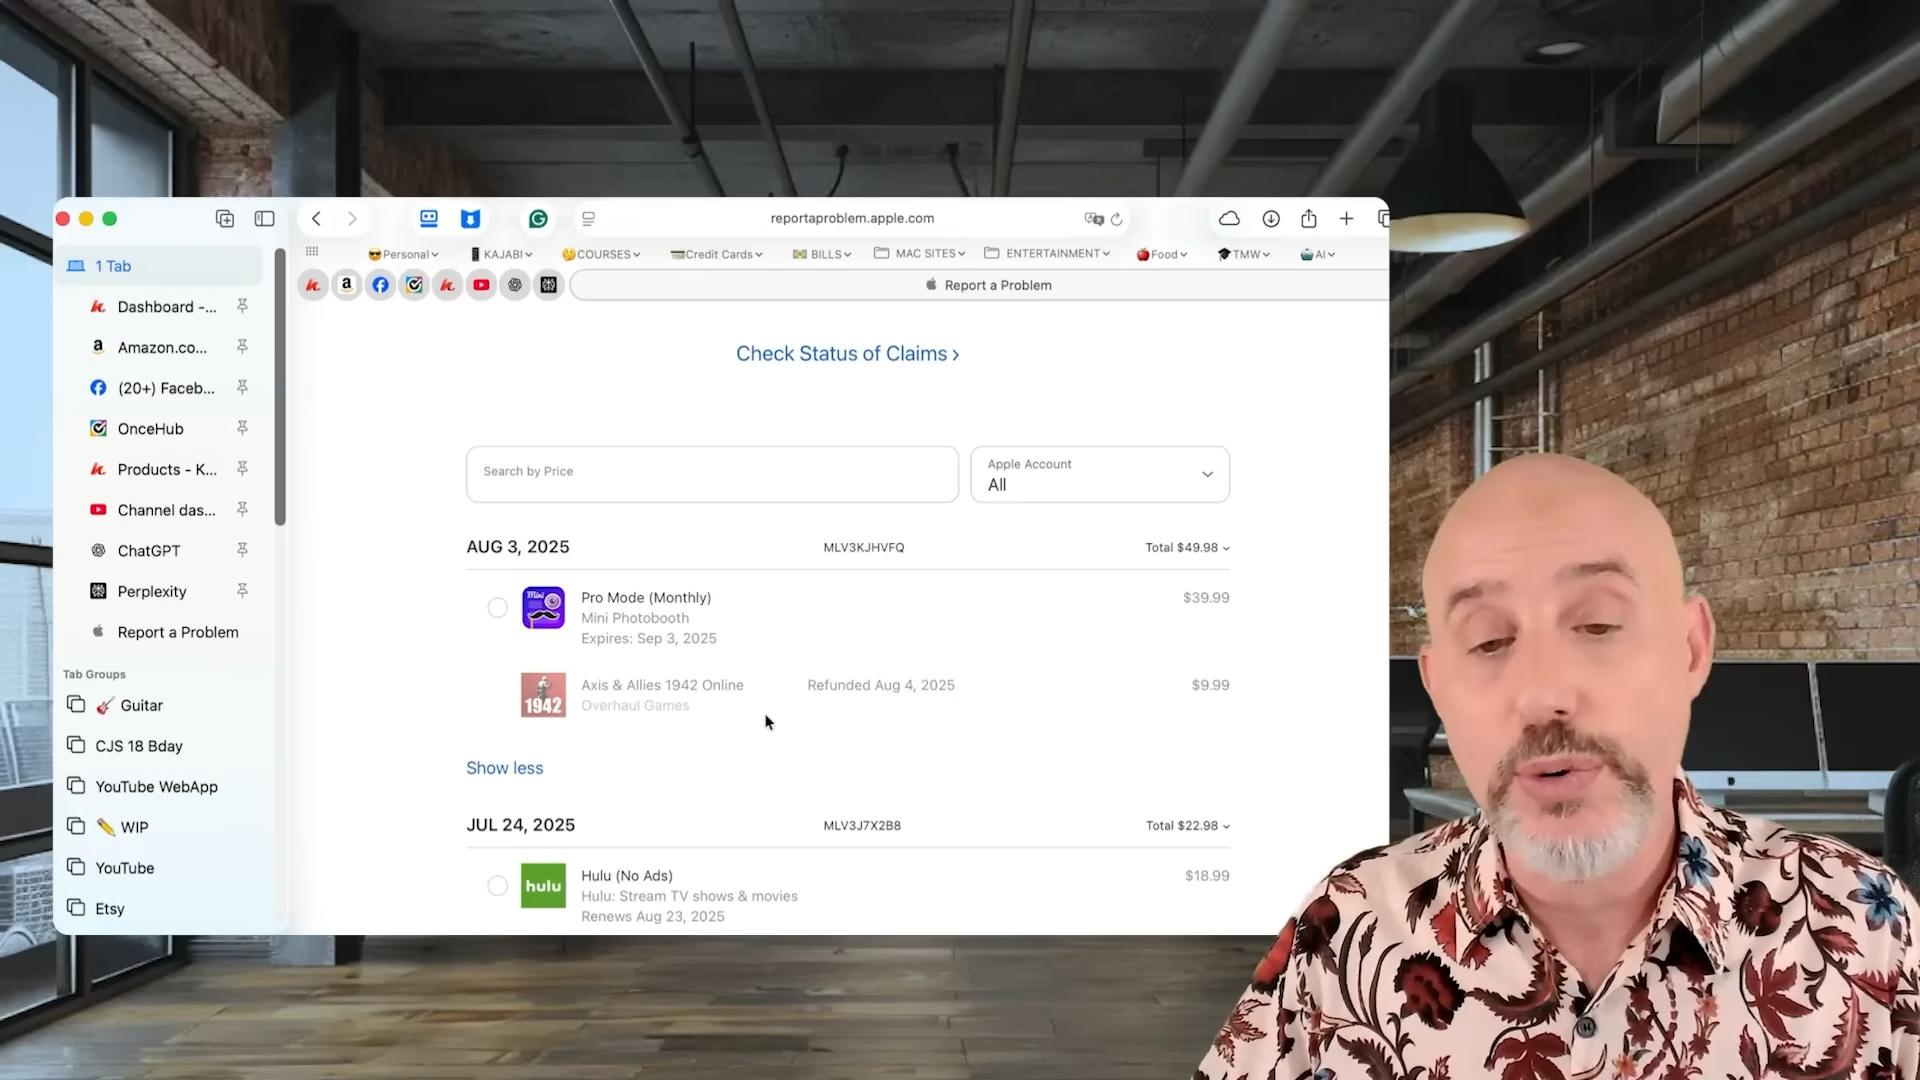 reportaproblem.apple.com
😎Personal
📱KAJABI
🤔COURSES
💳Credit Cards
💵BILLS
MAC SITES
ENTERTAINMENT
🍎Food
🎓TMW
🤖AI
Report a Problem
1 Tab
Dashboard -...
Amazon.co...
(20+) Faceb...
OnceHub
Products - K...
Channel das...
ChatGPT
Perplexity
Report a Problem
Tab Groups
🎸 Guitar
CJS 18 Bday
YouTube WebApp
✏️ WIP
YouTube
Etsy
Check Status of Claims ›
Search by Price
Apple Account
All
AUG 3, 2025 MLV3KJHVFQ Total $49.98
Mini
Pro Mode (Monthly) $39.99
Mini Photobooth
Expires: Sep 3, 2025
1942
Axis & Allies 1942 Online Refunded Aug 4, 2025 $9.99
Overhaul Games
Show less
JUL 24, 2025 MLV3J7X2B8 Total $22.98
hulu
Hulu (No Ads) $18.99
Hulu: Stream TV shows & movies
Renews Aug 23, 2025